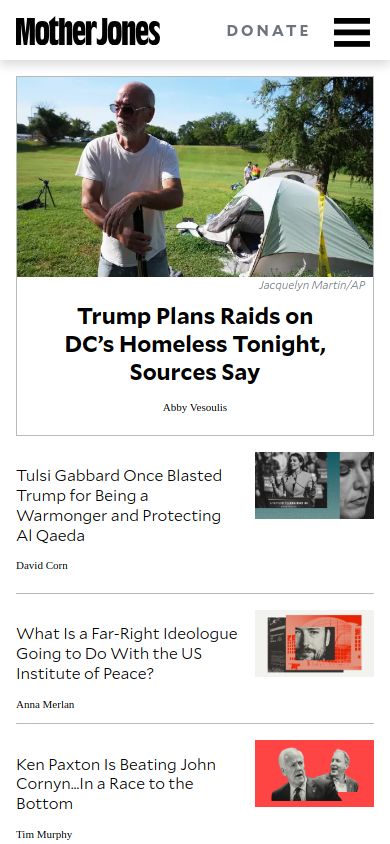 Mother Jones
DONATE
Jacquelyn Martin/AP
Trump Plans Raids on
DC’s Homeless Tonight,
Sources Say
Abby Vesoulis
Tulsi Gabbard Once Blasted
Trump for Being a
Warmonger and Protecting
Al Qaeda
David Corn
What Is a Far-Right Ideologue
Going to Do With the US
Institute of Peace?
Anna Merlan
Ken Paxton Is Beating John
Cornyn…In a Race to the
Bottom
Tim Murphy